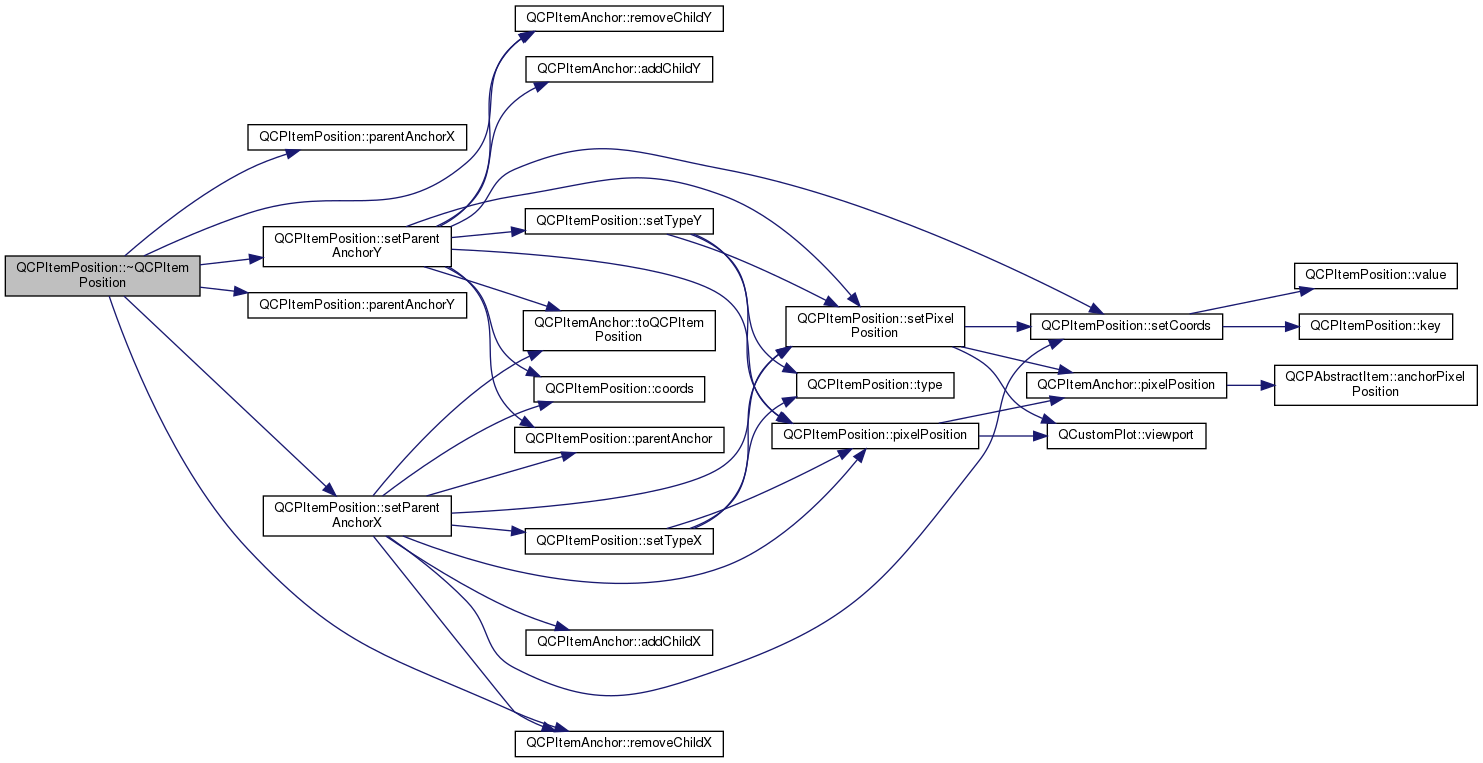 QCPItemAnchor::removeChildY
QCPItemAnchor::addChildY
QCPItemPosition::parentAnchorX
QCPItemPosition::setTypeY
QCPItemPosition::setParent
AnchorY
QCPItemPosition::~QCPItem
Position
QCPItemPosition::value
QCPItemPosition::parentAnchorY
QCPItemAnchor::toQCPItem
Position
QCPItemPosition::setPixel
Position
QCPItemPosition::setCoords
QCPItemPosition::key
QCPItemPosition::coords
QCPItemPosition::type
QCPItemAnchor::pixelPosition
QCPAbstractItem::anchorPixel
Position
QCPItemPosition::parentAnchor
QCPItemPosition::pixelPosition
QCustomPlot::viewport
QCPItemPosition::setParent
AnchorX
QCPItemPosition::setTypeX
QCPItemAnchor::addChildX
QCPItemAnchor::removeChildX